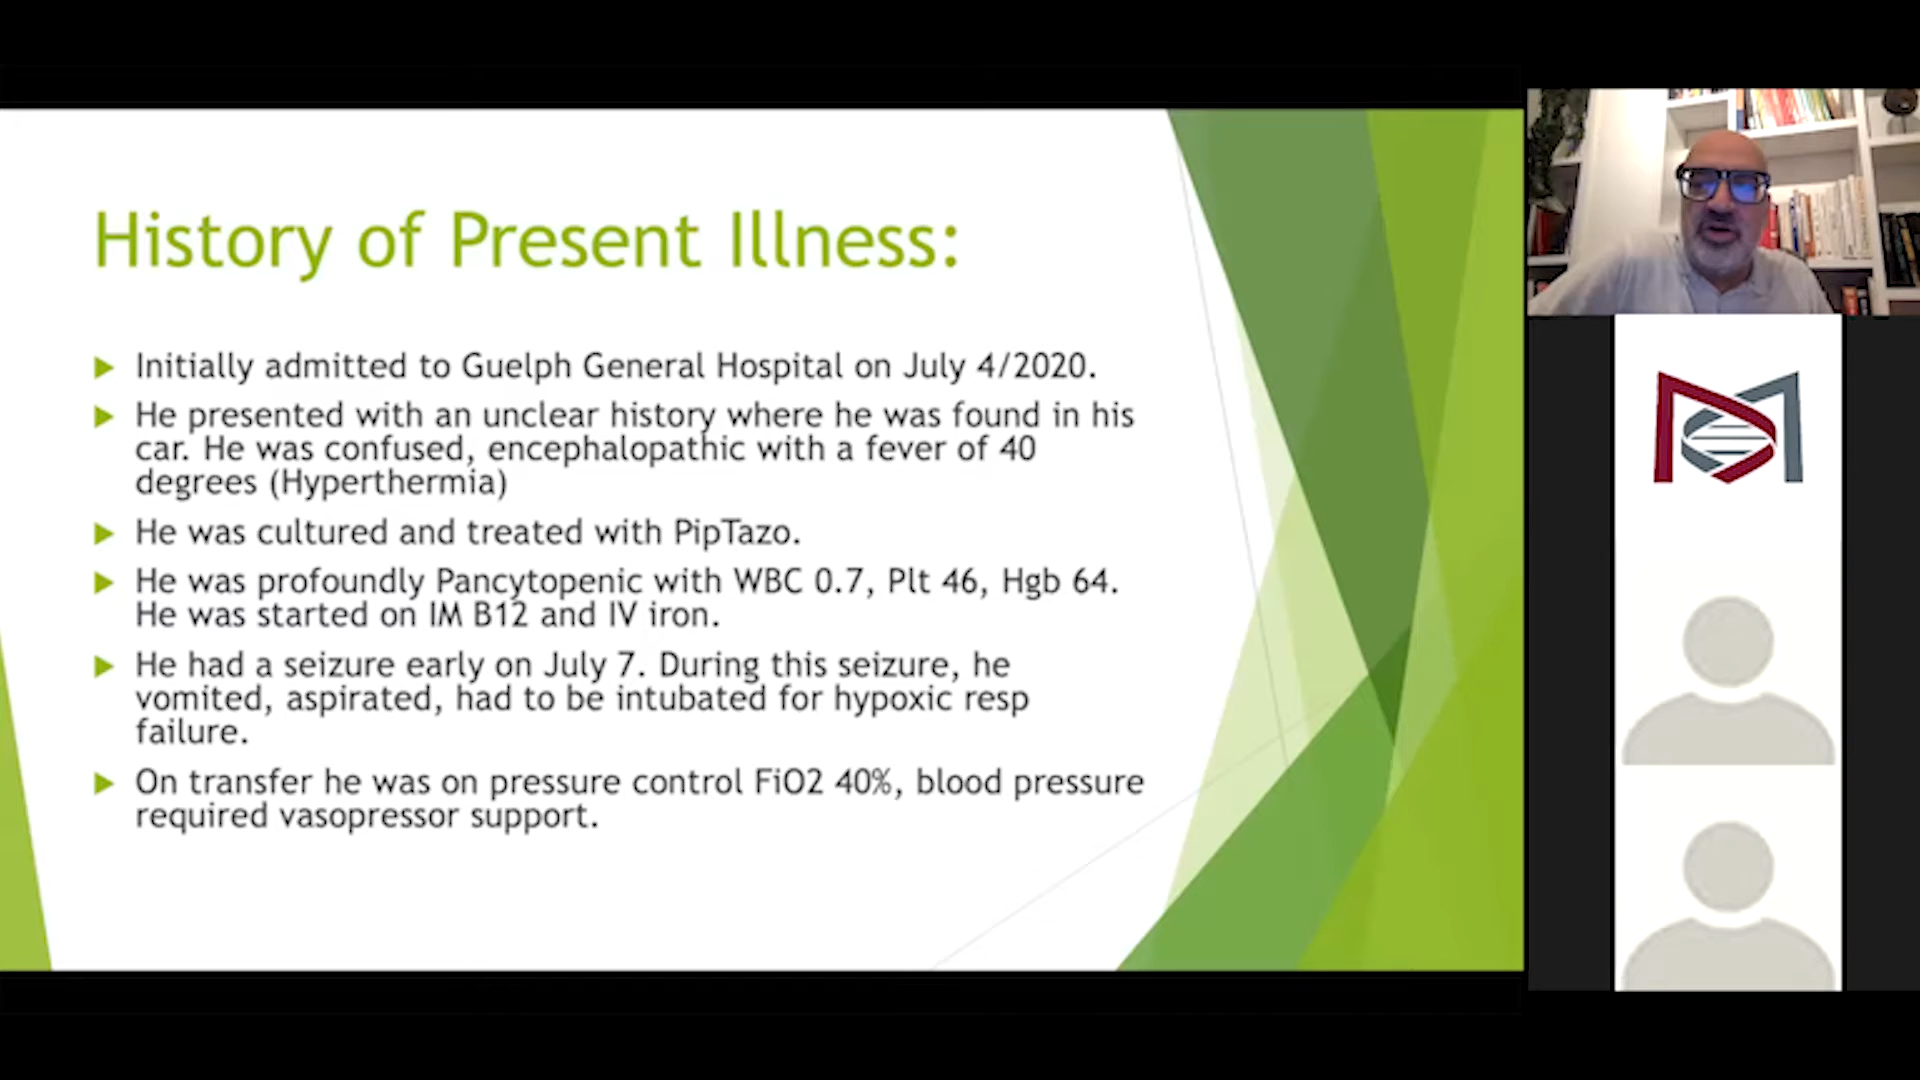 History of Present Illness:
Initially admitted to Guelph General Hospital on July 4/2020.
He presented with an unclear history where he was found in his
car. He was confused, encephalopathic with a fever of 40
degrees (Hyperthermia)
He was cultured and treated with PipTazo.
He was profoundly Pancytopenic with WBC 0.7, Plt 46, Hgb 64.
He was started on IM B12 and IV iron.
He had a seizure early on July 7. During this seizure, he
vomited, aspirated, had to be intubated for hypoxic resp
failure.
On transfer he was on pressure control FiO2 40%, blood pressure
required vasopressor support.